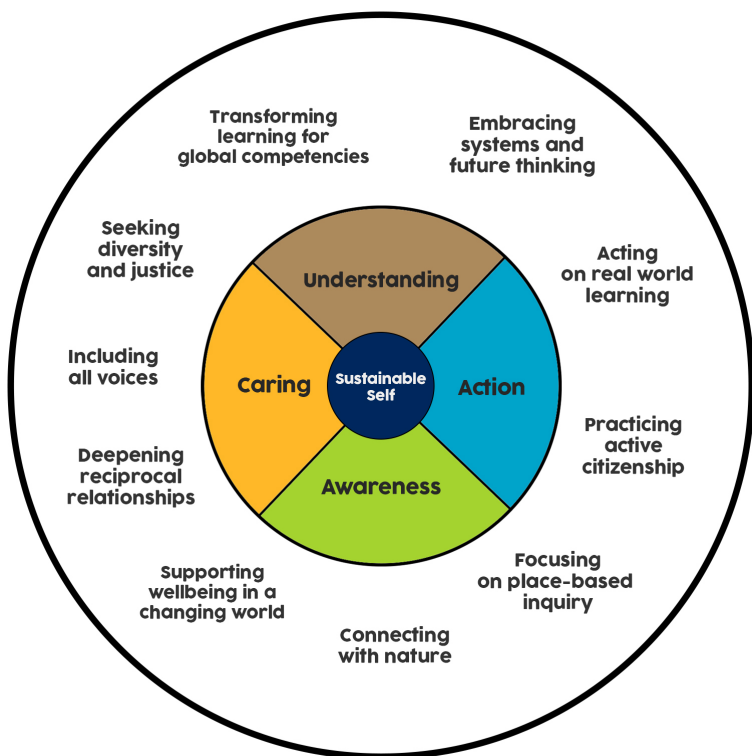 Transforming
learning for
global competencies
Embracing
systems and
future thinking
Seeking
diversity
and justice
Acting
on real world
learning
Understanding
Including
all voices
Caring
Sustainable
Self
Action
Practicing
active
citizenship
Deepening
reciprocal
relationships
Awareness
Supporting
wellbeing in a
changing world
Focusing
on place-based
inquiry
Connecting
with nature